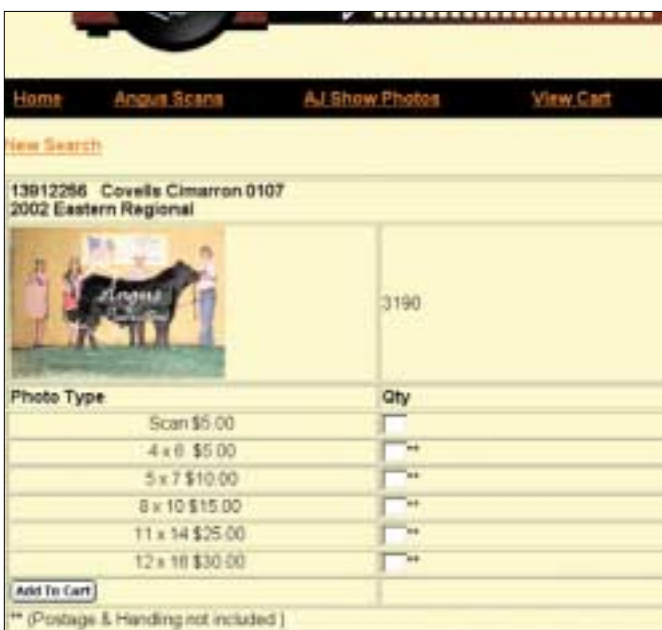 Home Angus Scans AJ Show Photos View Cart
New Search
13912266 Covells Cimarron 0107
2002 Eastern Regional
Angus
3190
Photo Type Qty
Scan $5.00
4 x 6 $5.00 **
5 x 7 $10.00 **
8 x 10 $15.00 **
11 x 14 $25.00 **
12 x 16 $30.00 **
Add To Cart
** (Postage & Handling not included )